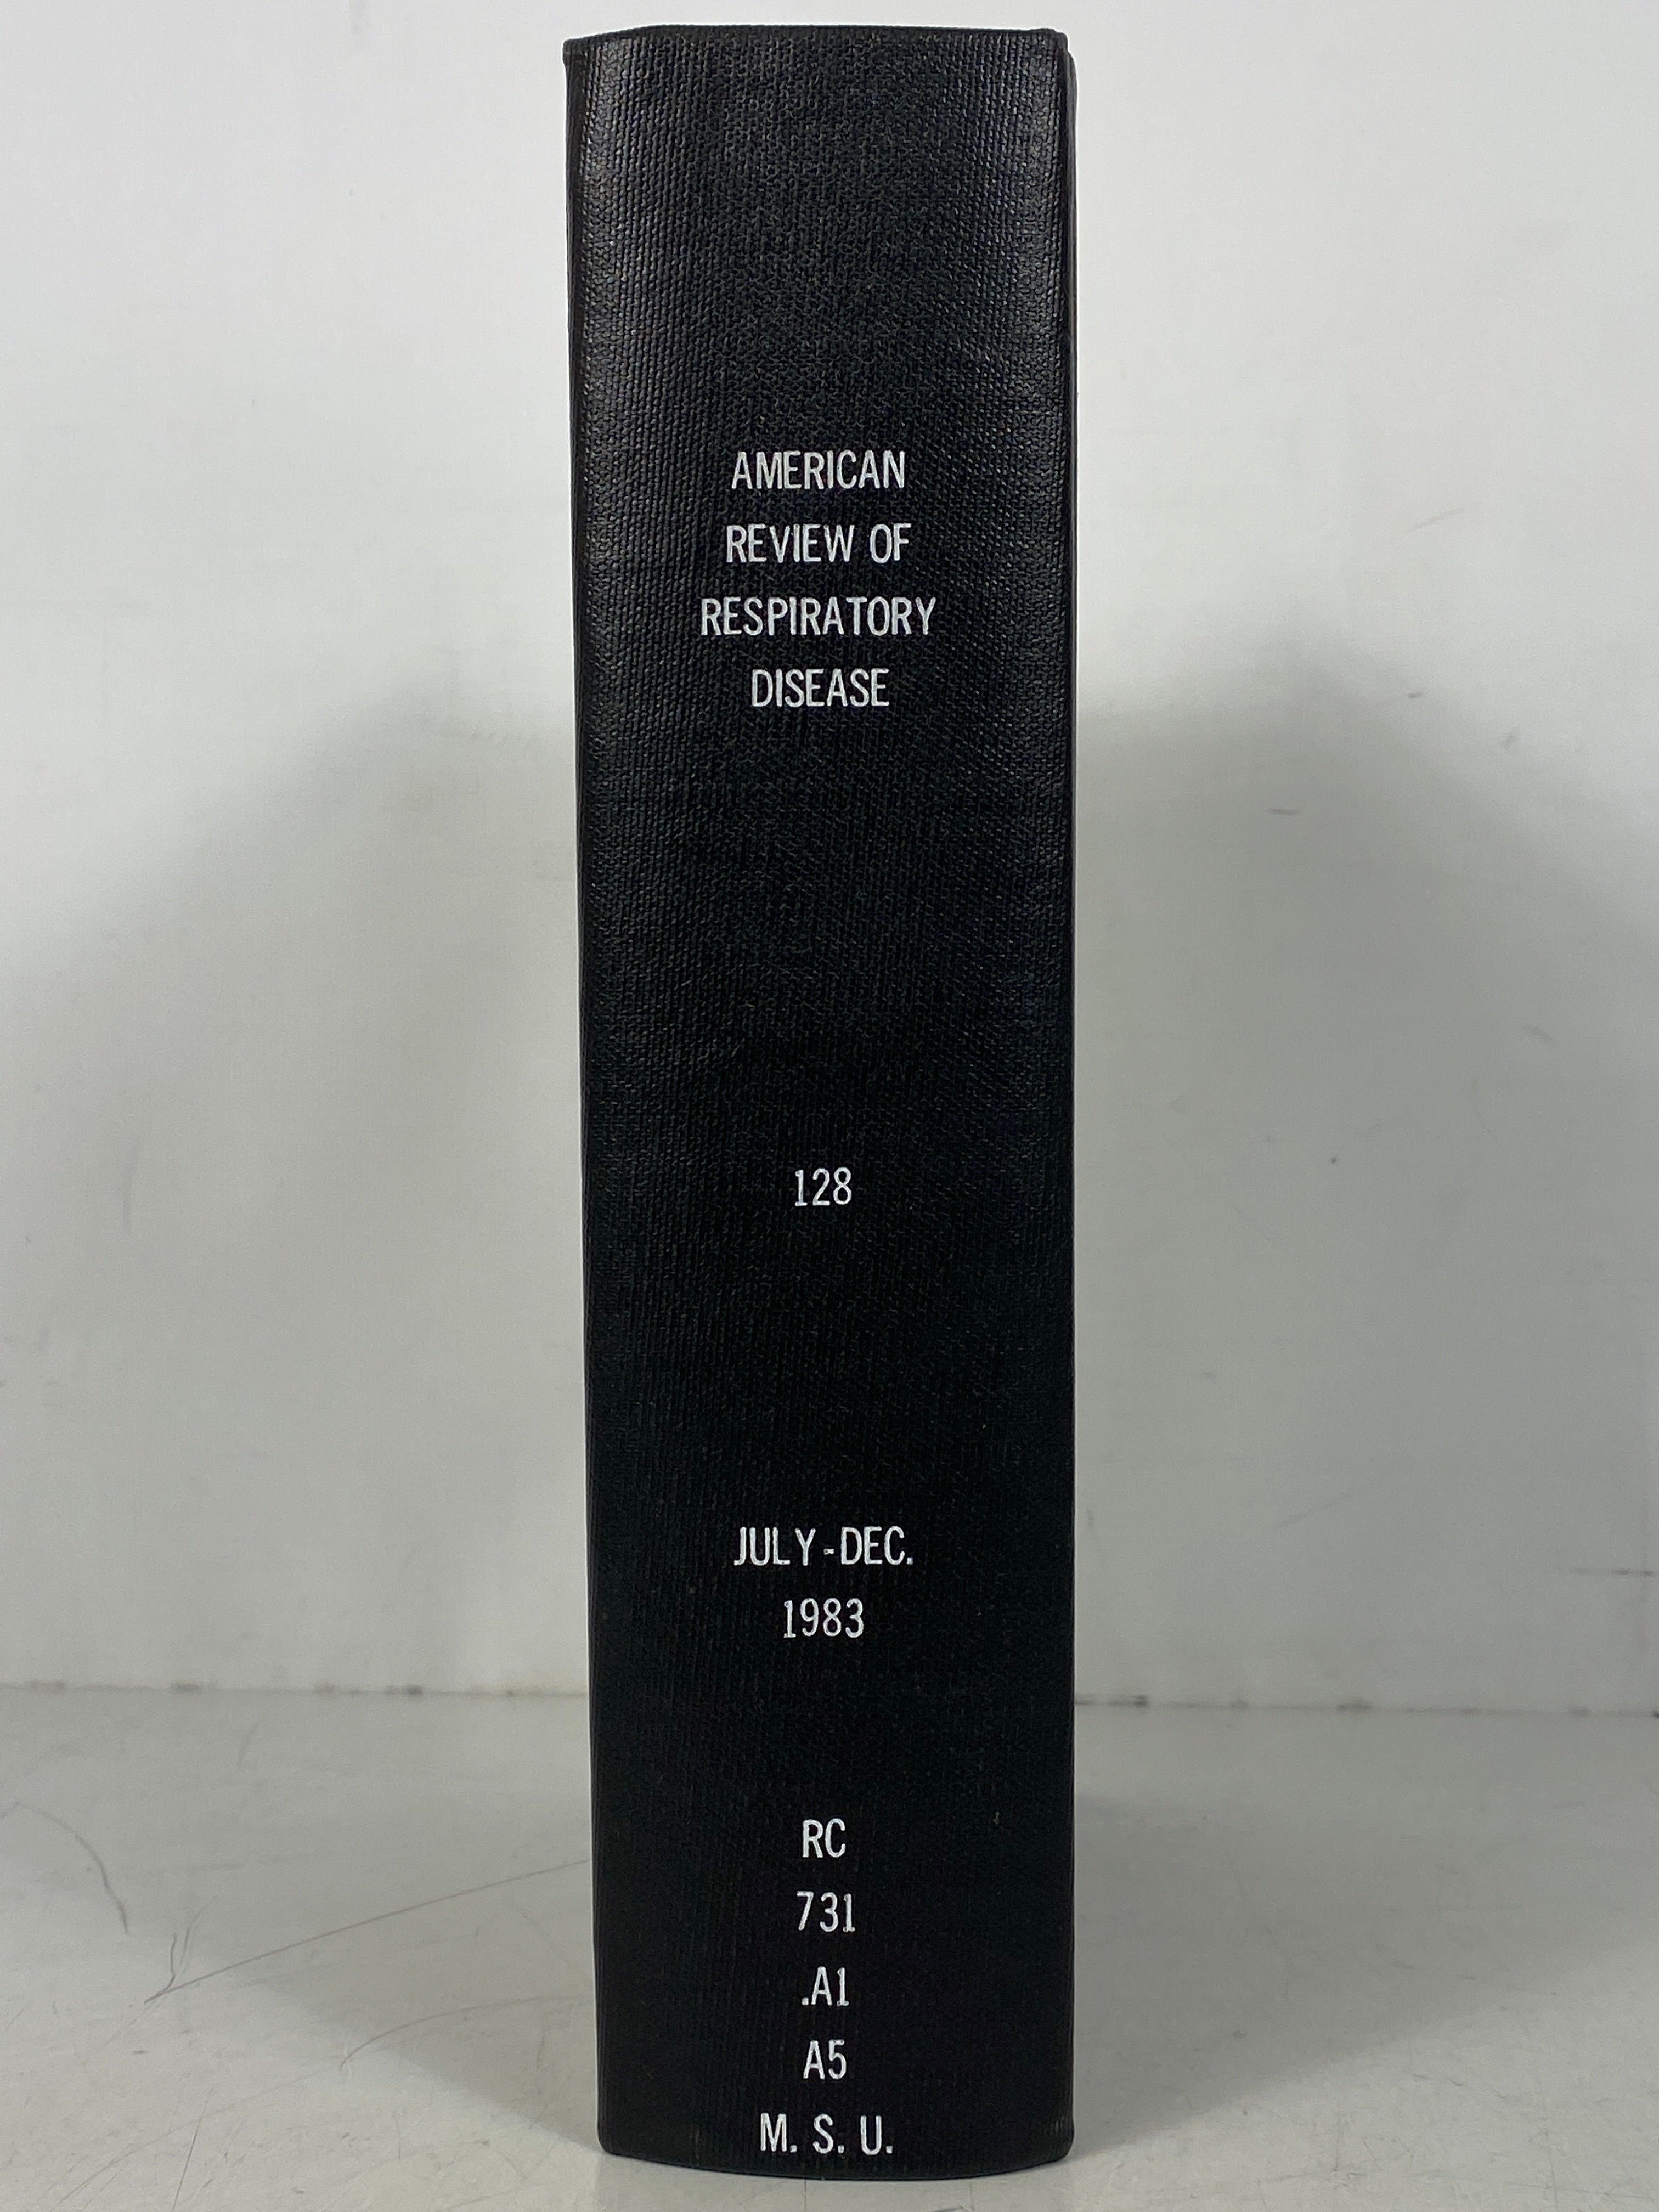 AMERICAN
REVIEW OF
RESPIRATORY
DISEASE
128
JULY-DEC.
1983
RC
731
.A1
A5
M. S. U.